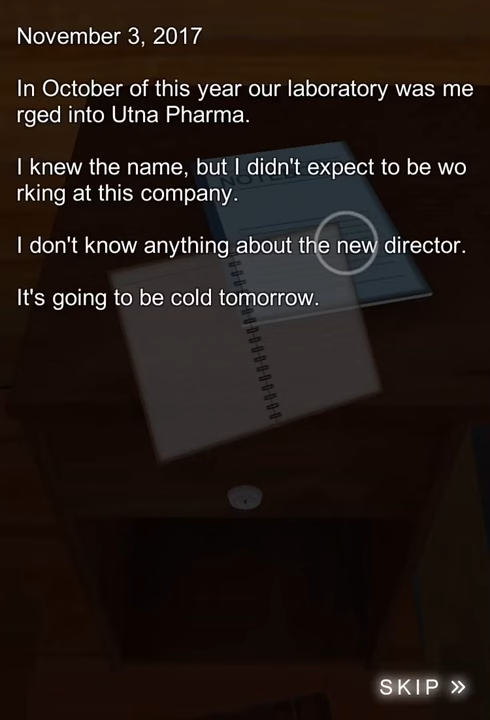 November 3, 2017
In October of this year our laboratory was me
rged into Utna Pharma.
I knew the name, but I didn't expect to be wo
rking at this company.
I don't know anything about the new director.
It's going to be cold tomorrow.
NOTE
SKIP »